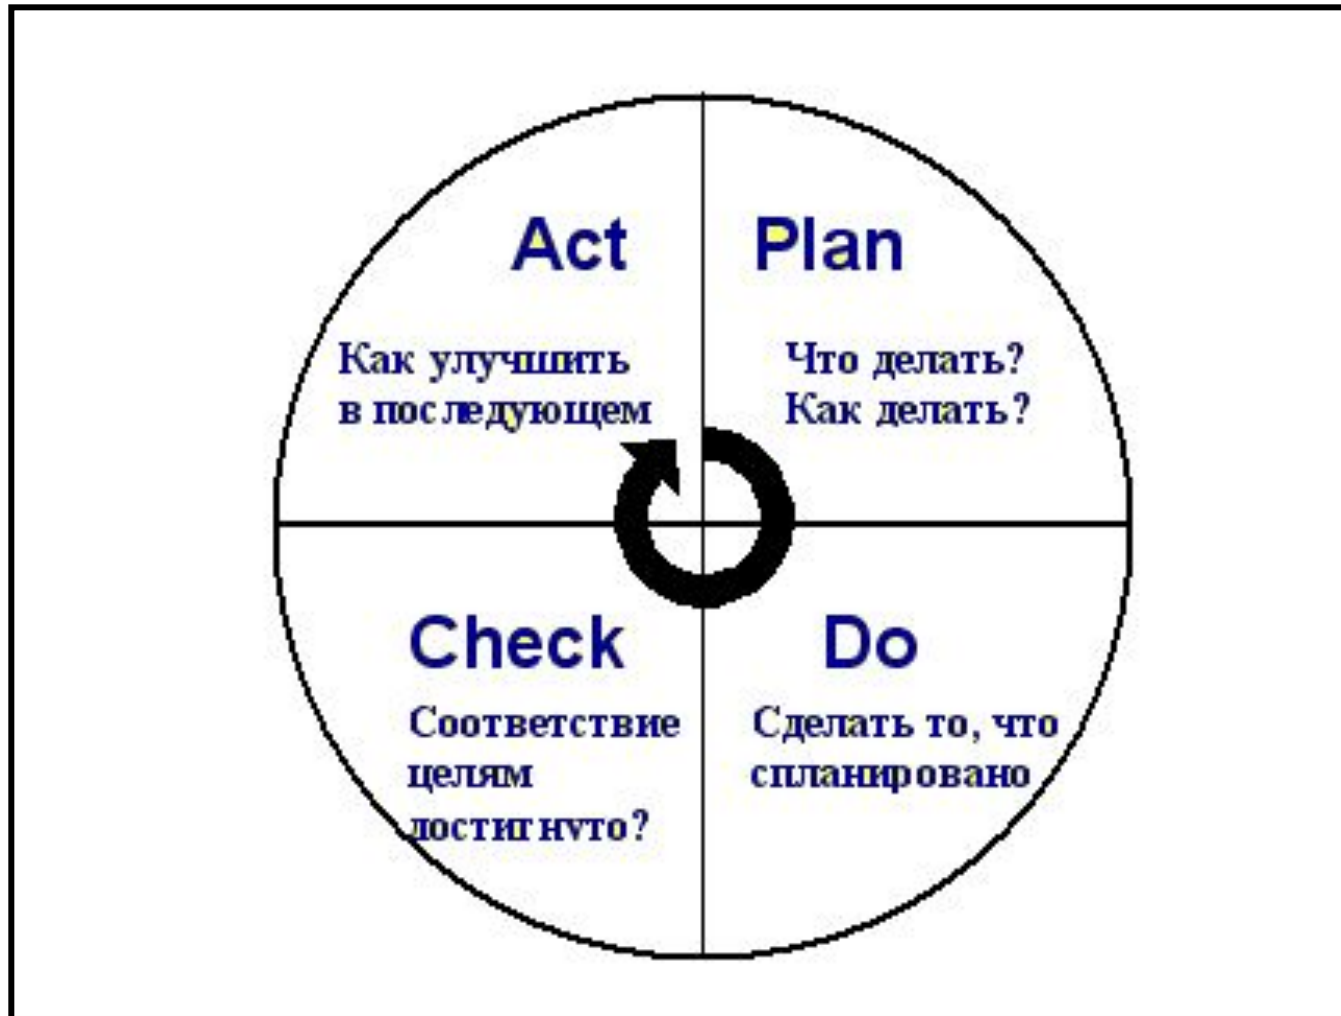 Act
Как улучшить
в последующем
Plan
Что делать?
Как делать?
Check
Соответствие
целям
достигнуто?
Do
Сделать то, что
спланировано